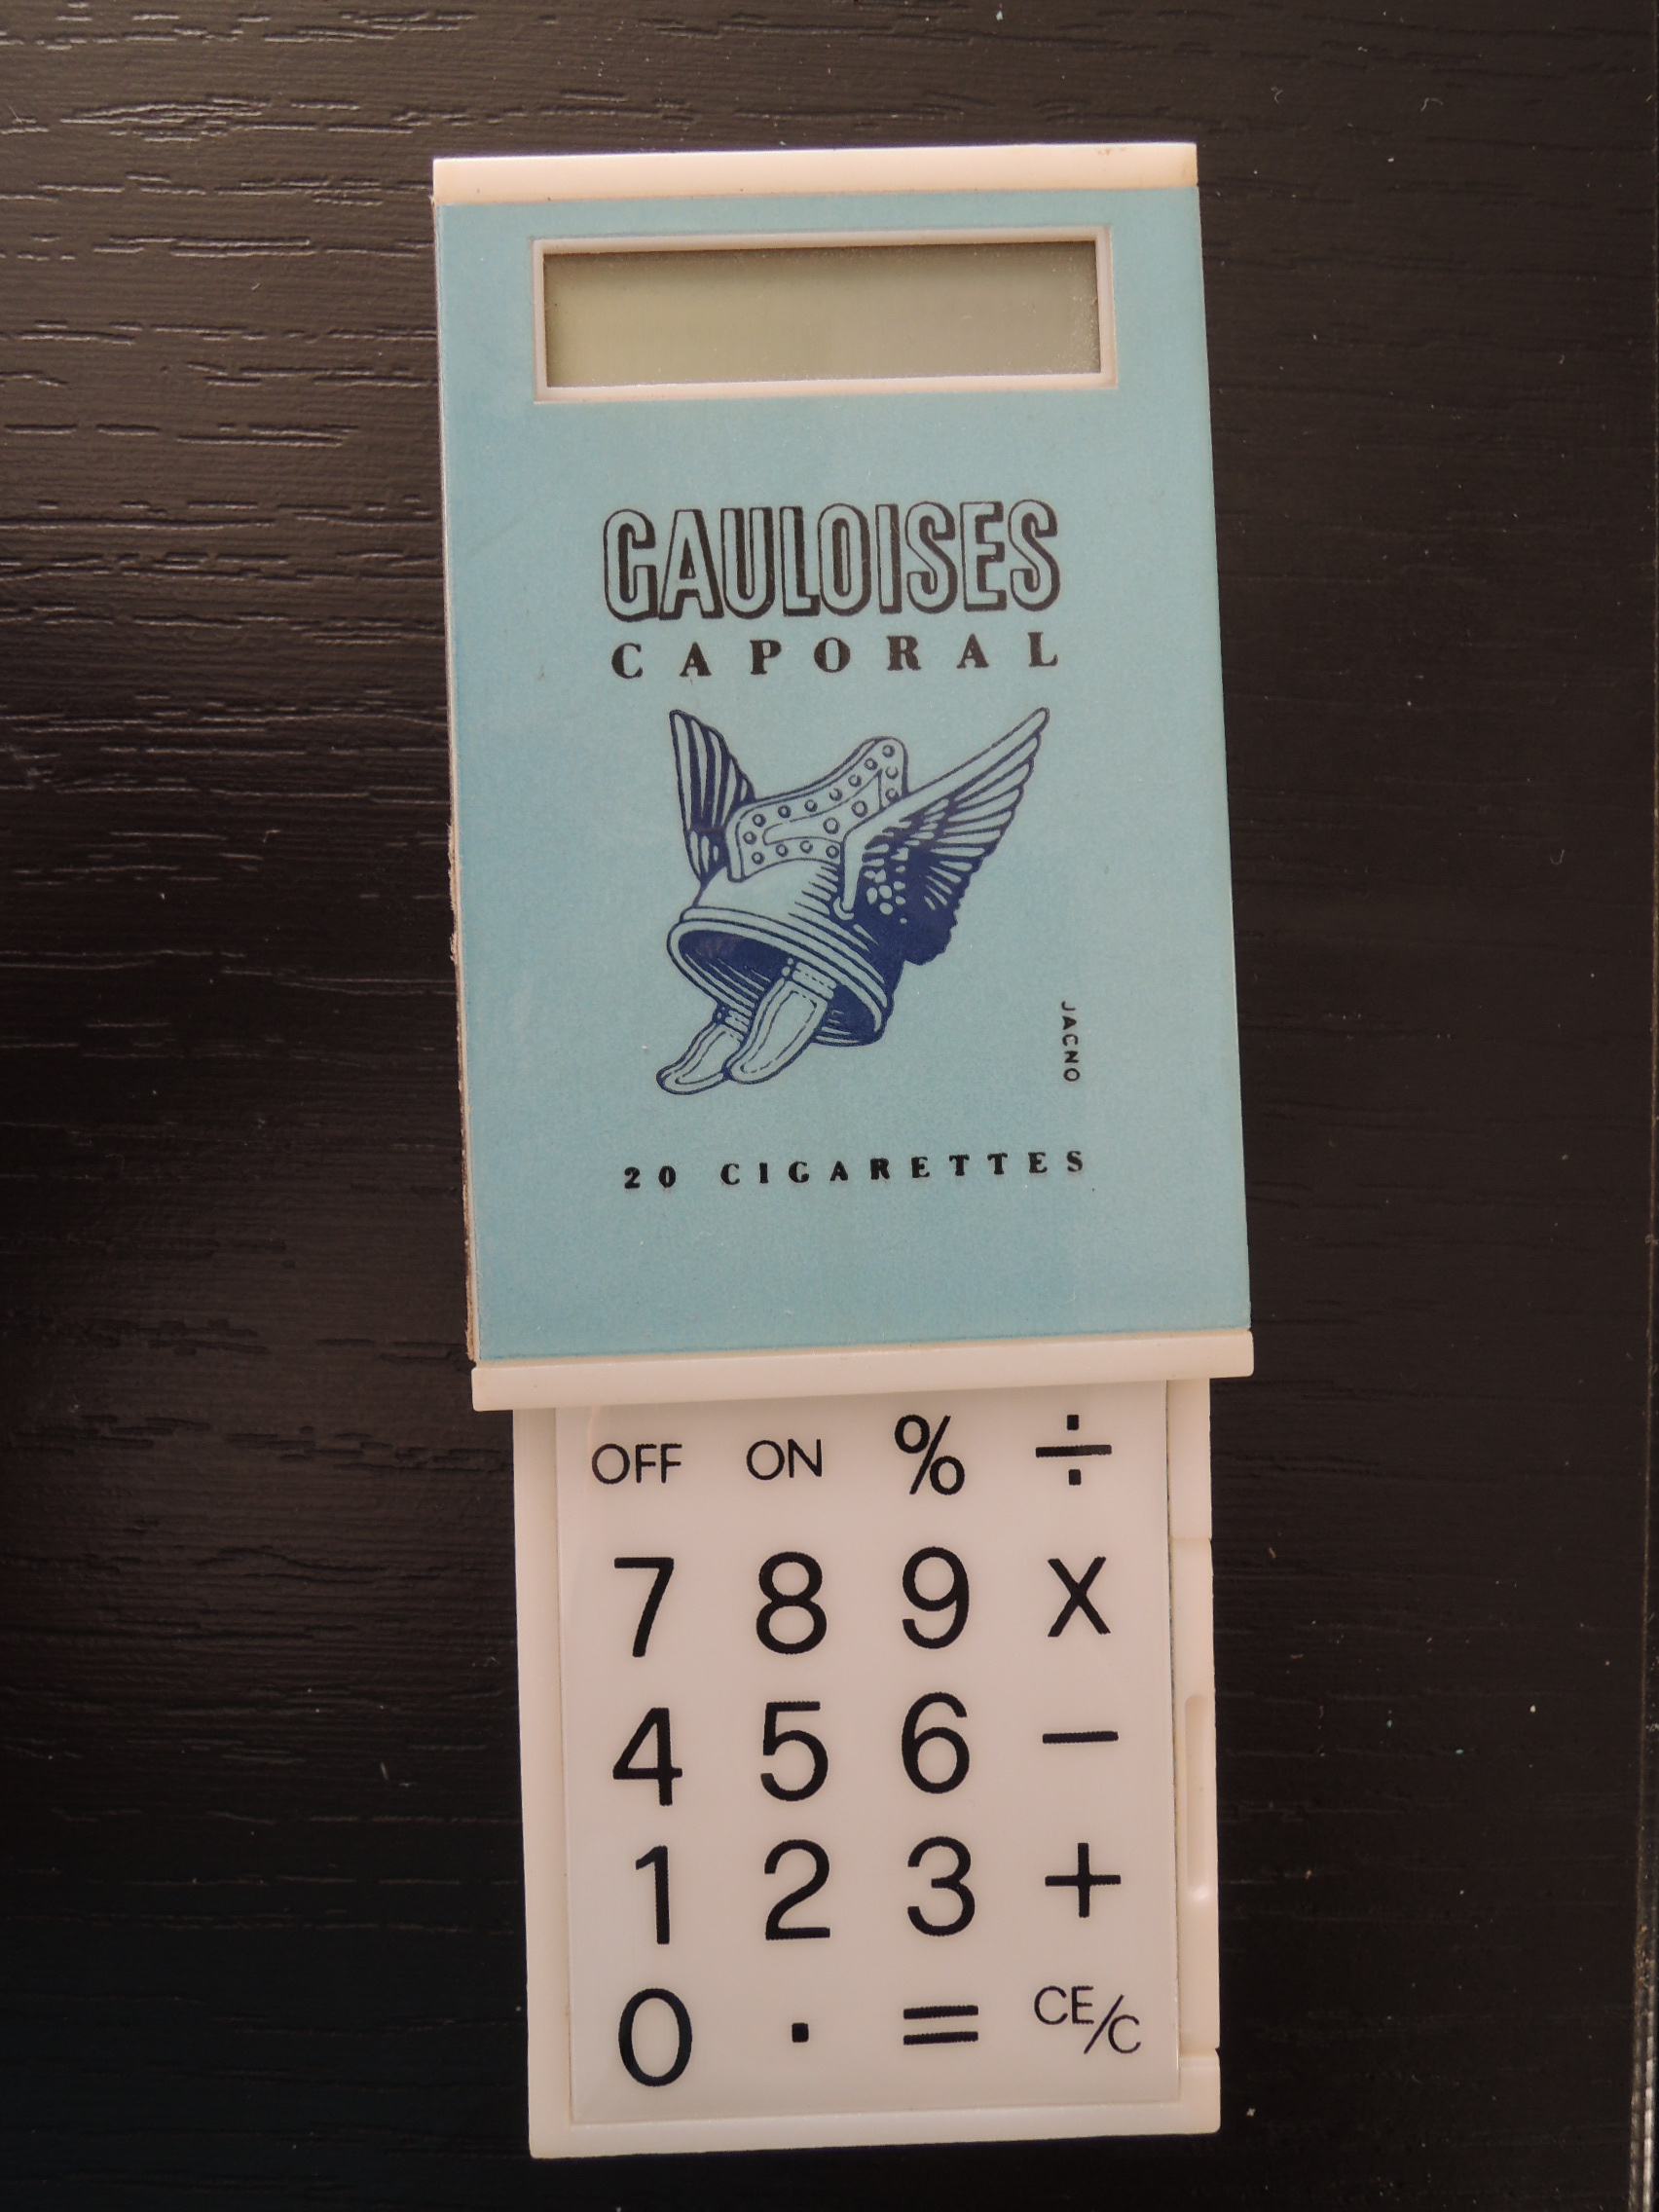 GAULOISES
CAPORAL
JACNO
20 CIGARETTES
OFF ON % ÷
7 8 9 X
4 5 6 −
1 2 3 +
0 . = CE/C